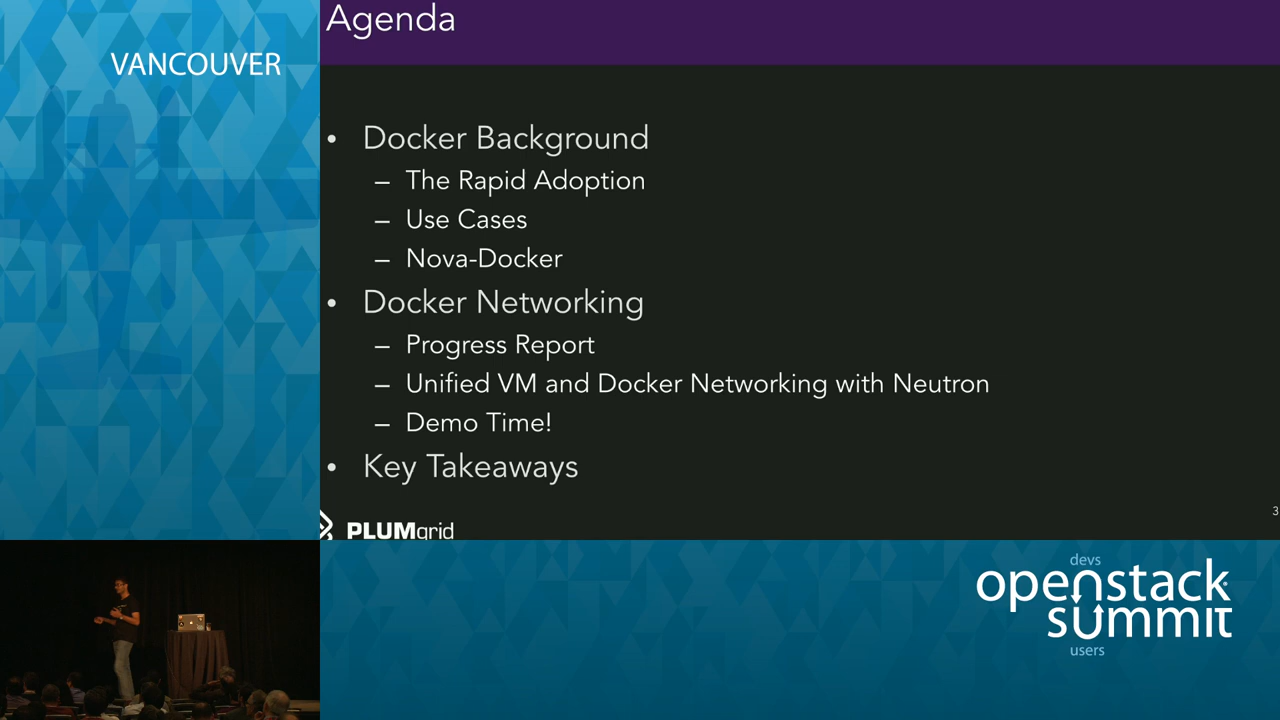 VANCOUVER
Agenda
• Docker Background
– The Rapid Adoption
– Use Cases
– Nova-Docker
• Docker Networking
– Progress Report
– Unified VM and Docker Networking with Neutron
– Demo Time!
• Key Takeaways
3
PLUMgrid
devs
openstack
summit
users